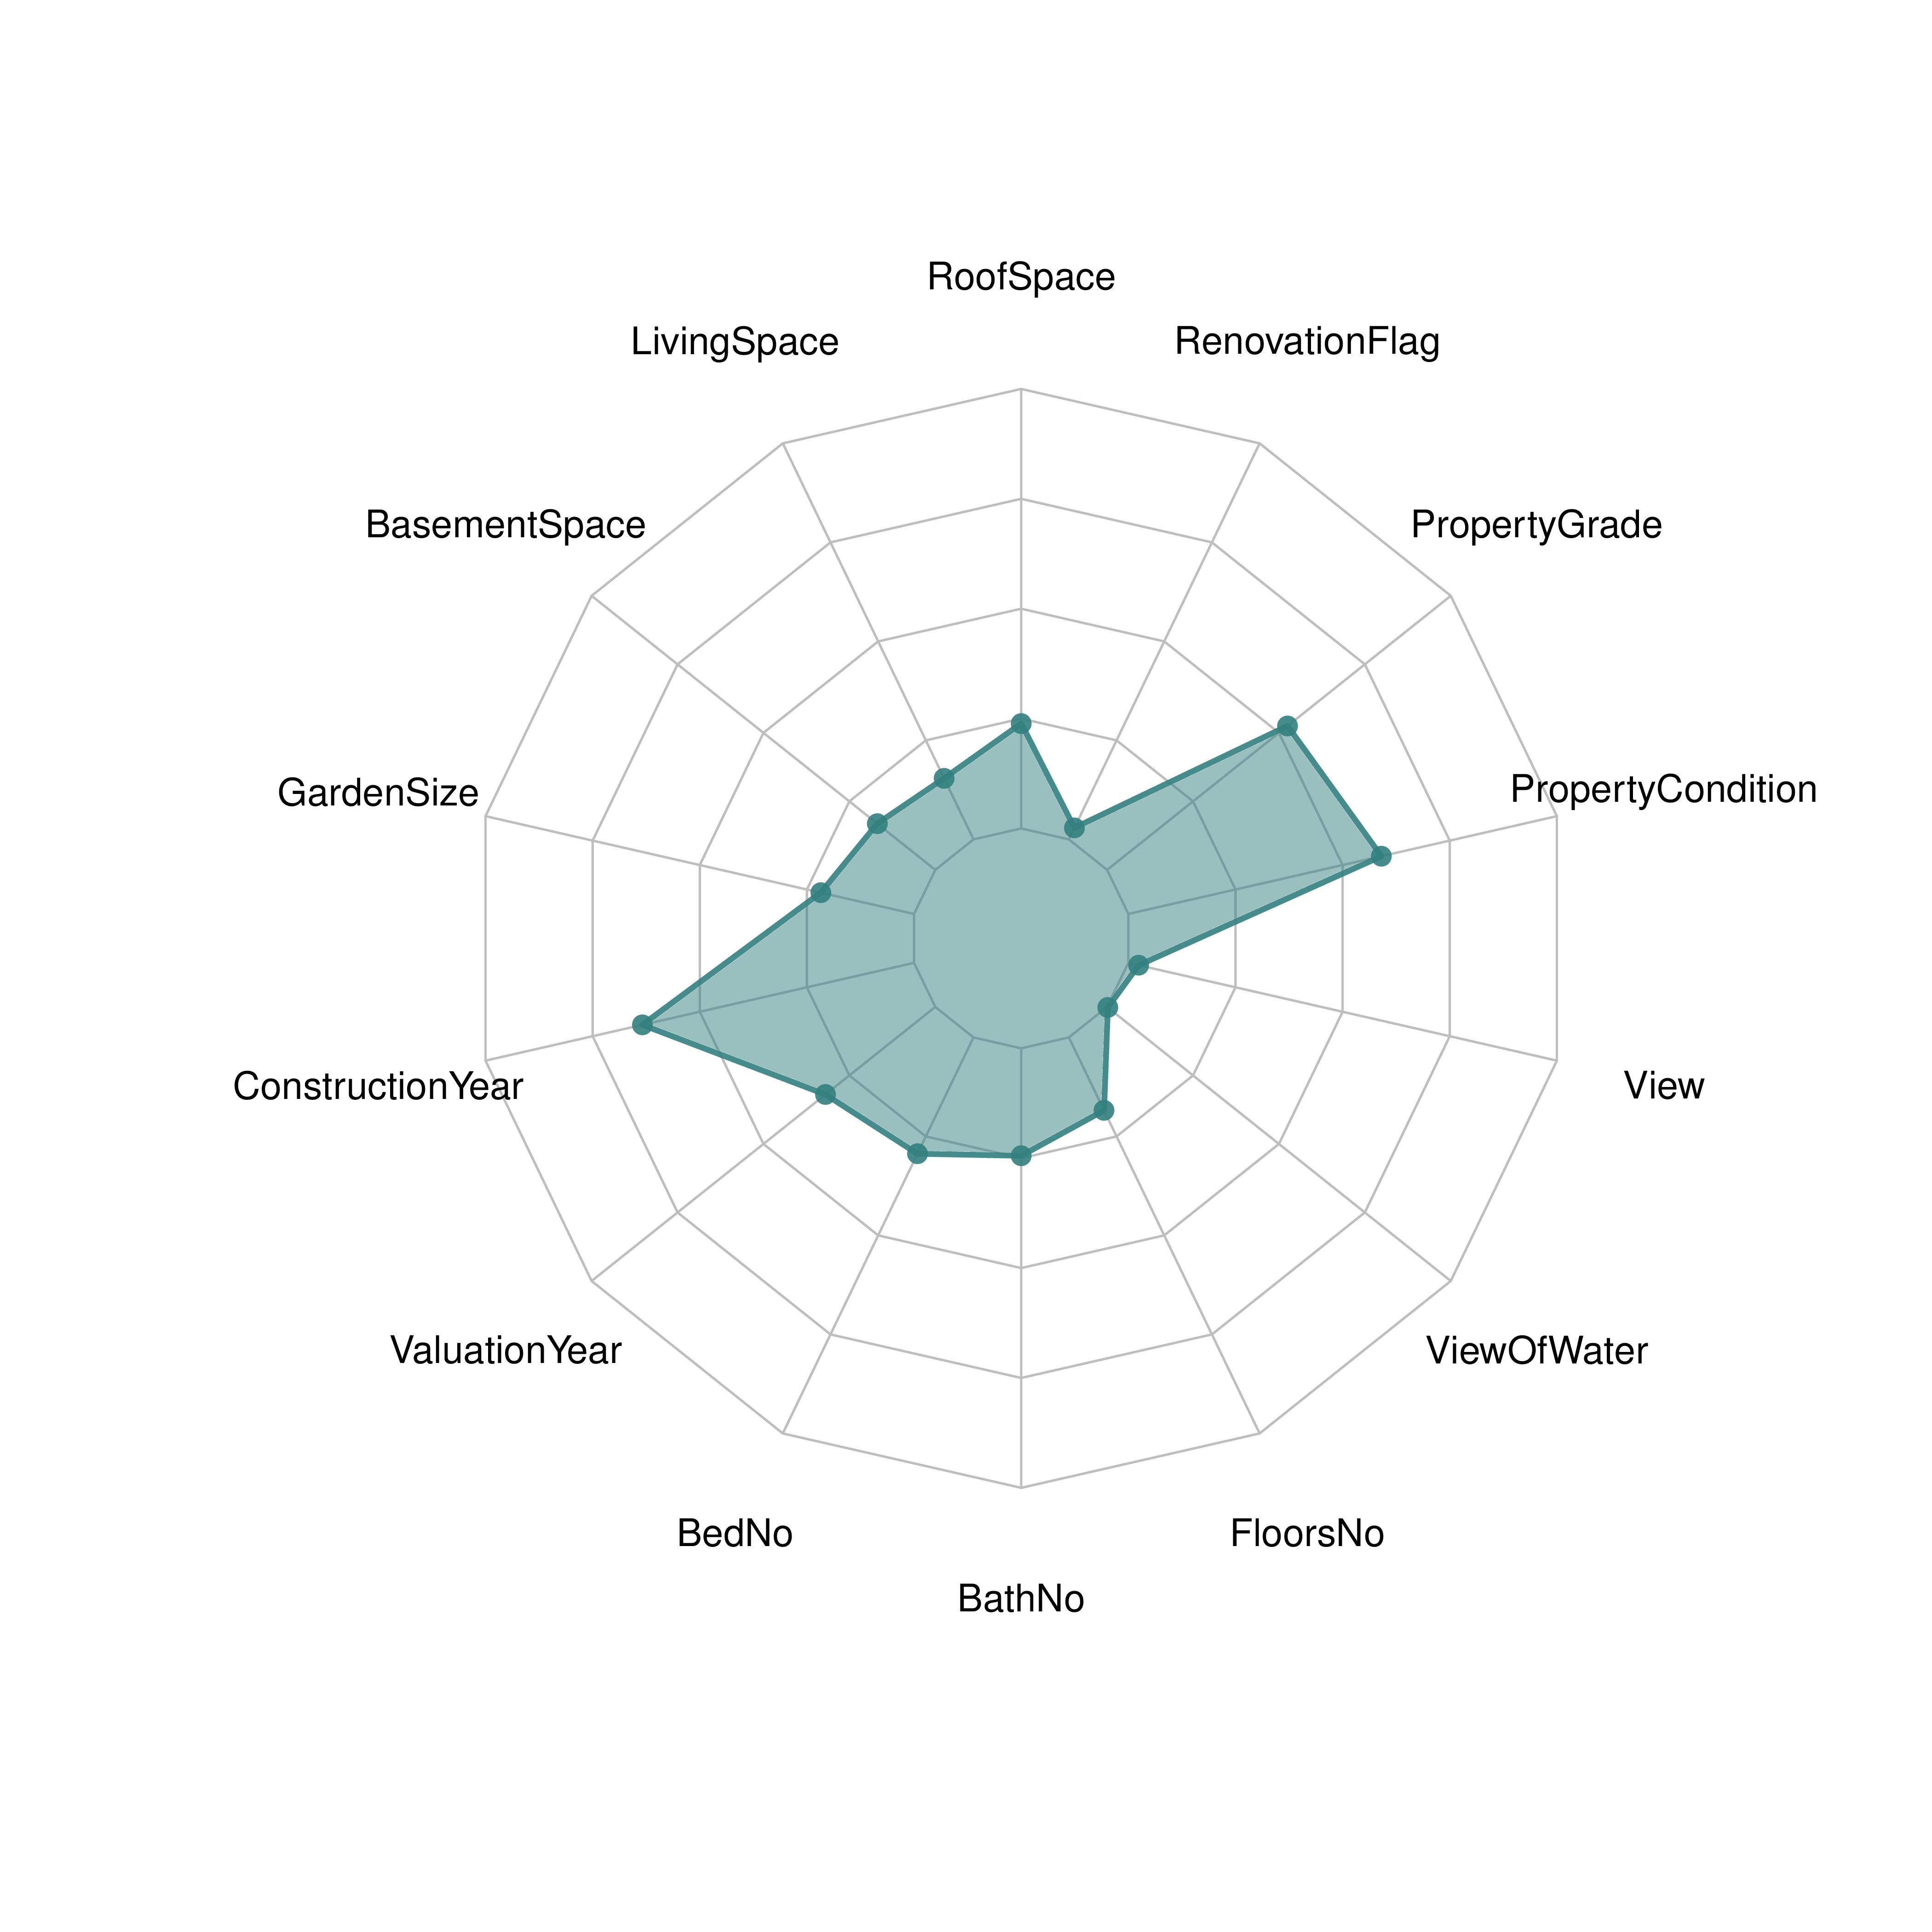 RoofSpace
LivingSpace
RenovationFlag
BasementSpace
PropertyGrade
GardenSize
PropertyCondition
ConstructionYear
View
ValuationYear
ViewOfWater
BedNo
FloorsNo
BathNo